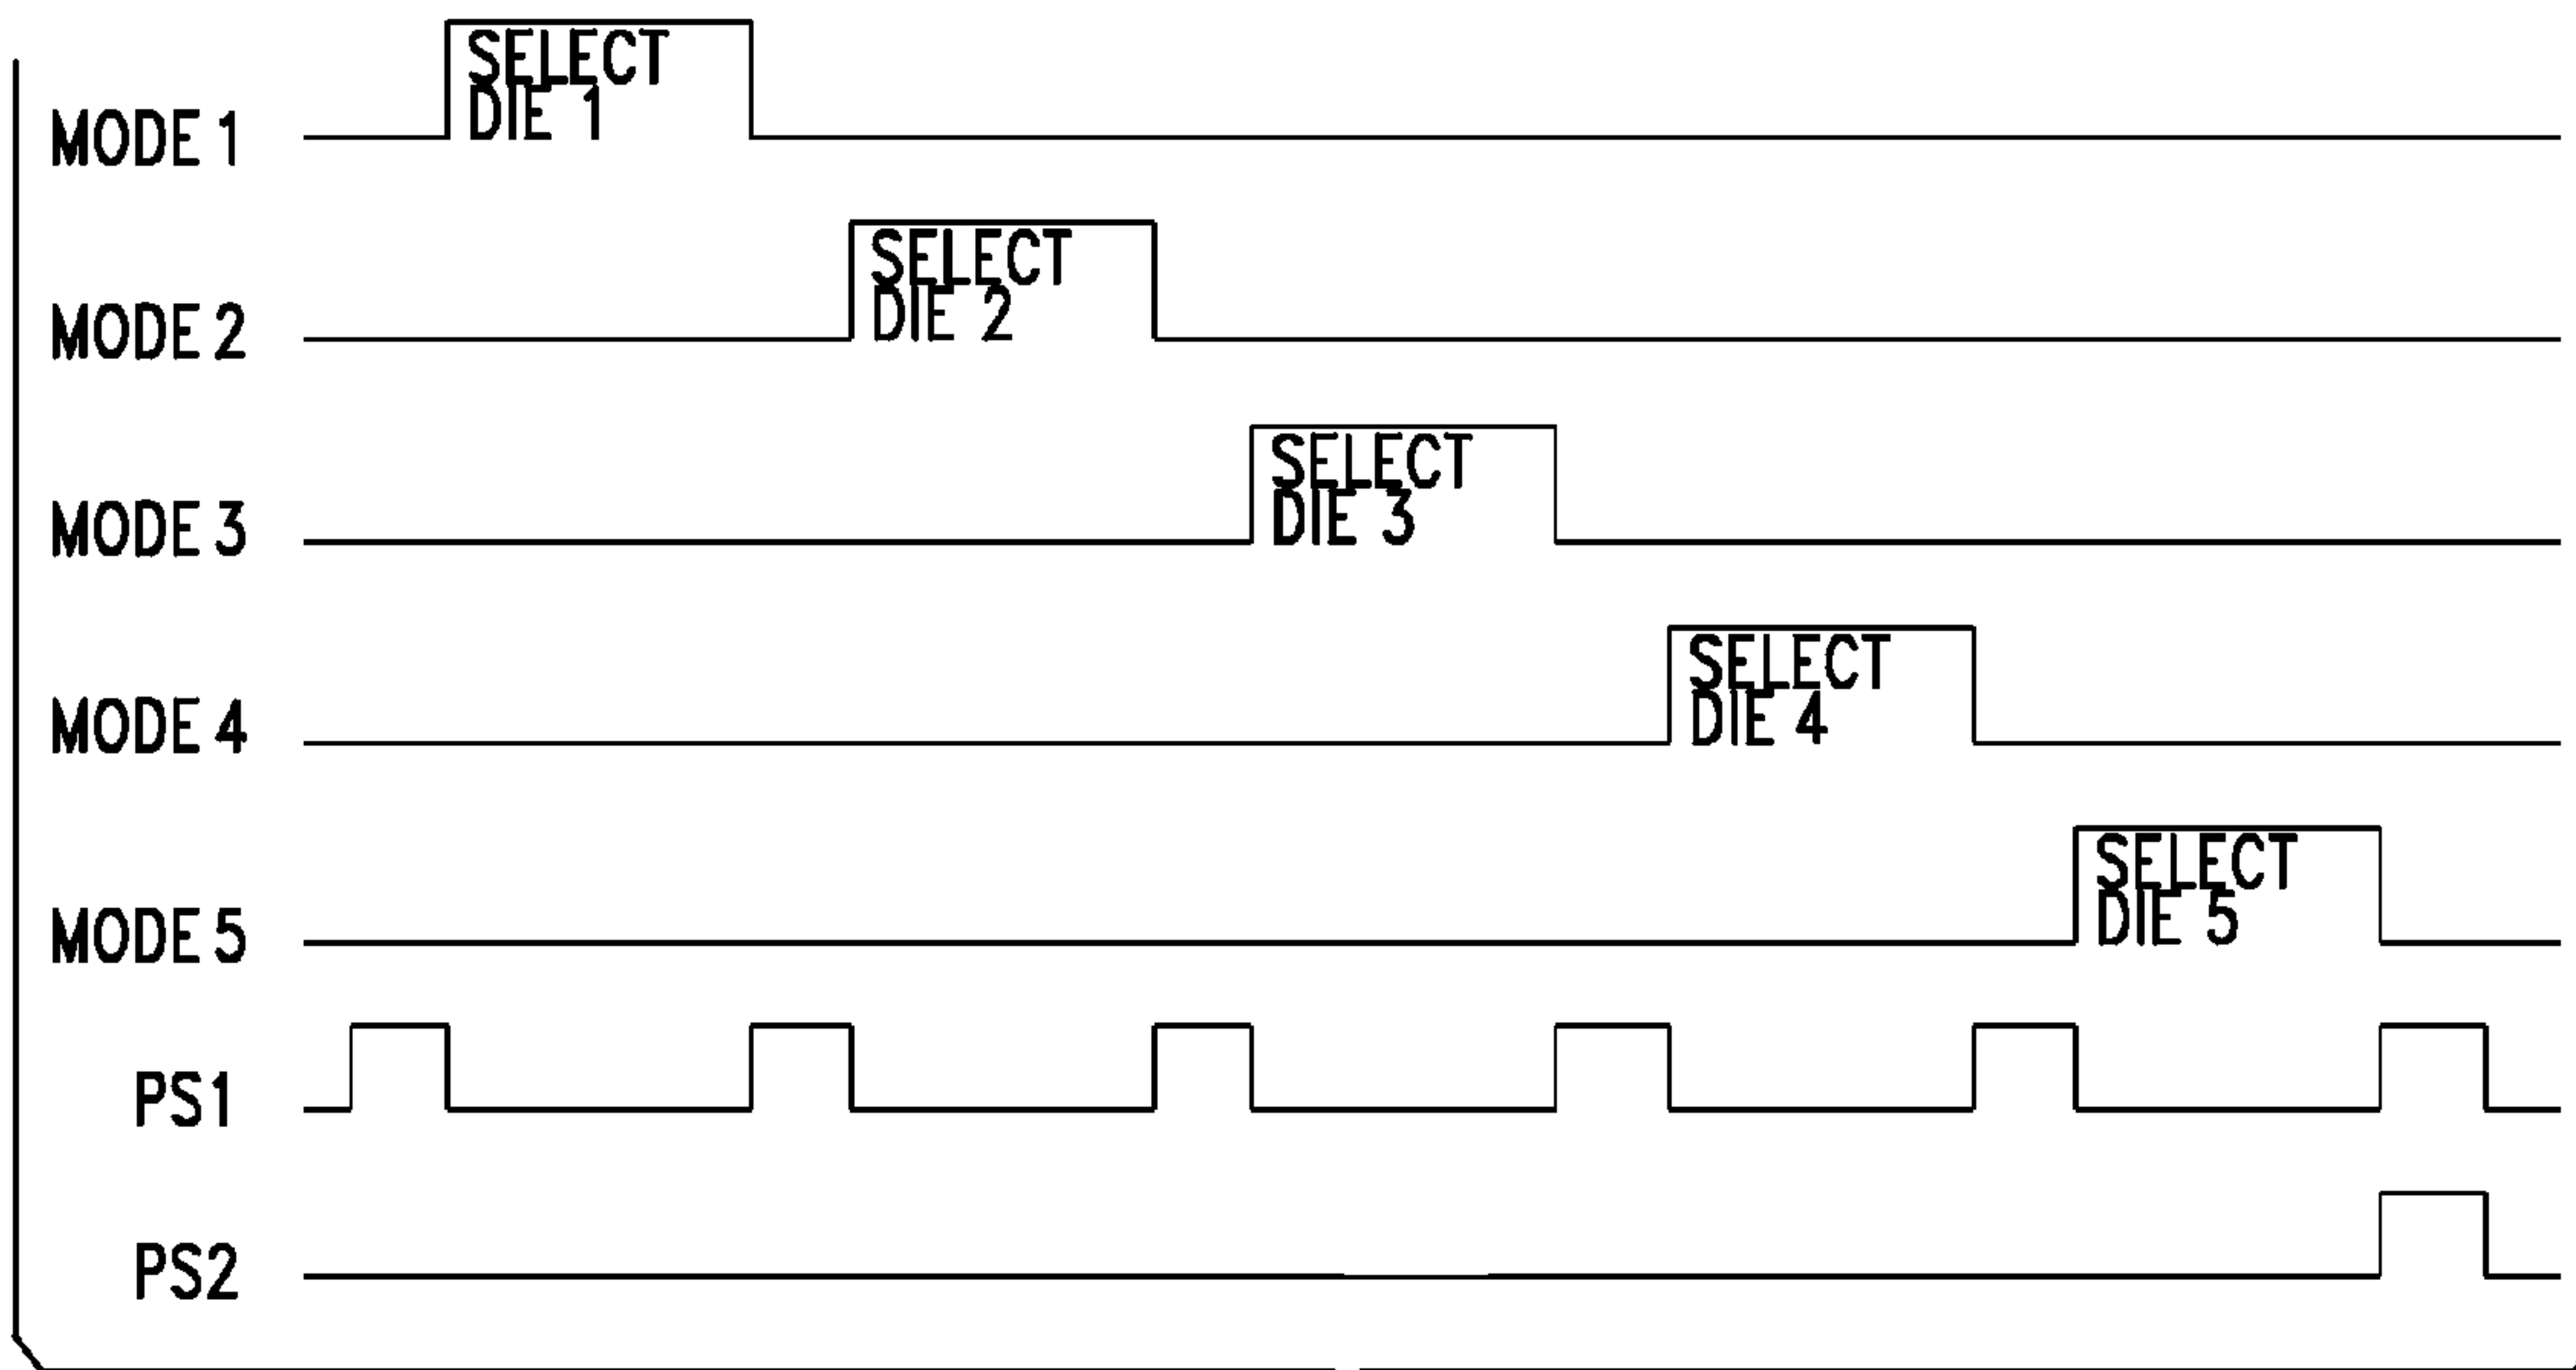 SELECT
DIE 1
MODE 1
SELECT
DIE 2
MODE 2
SELECT
DIE 3
MODE 3
SELECT
DIE 4
MODE 4
SELECT
DIE 5
MODE 5
PS1
PS2